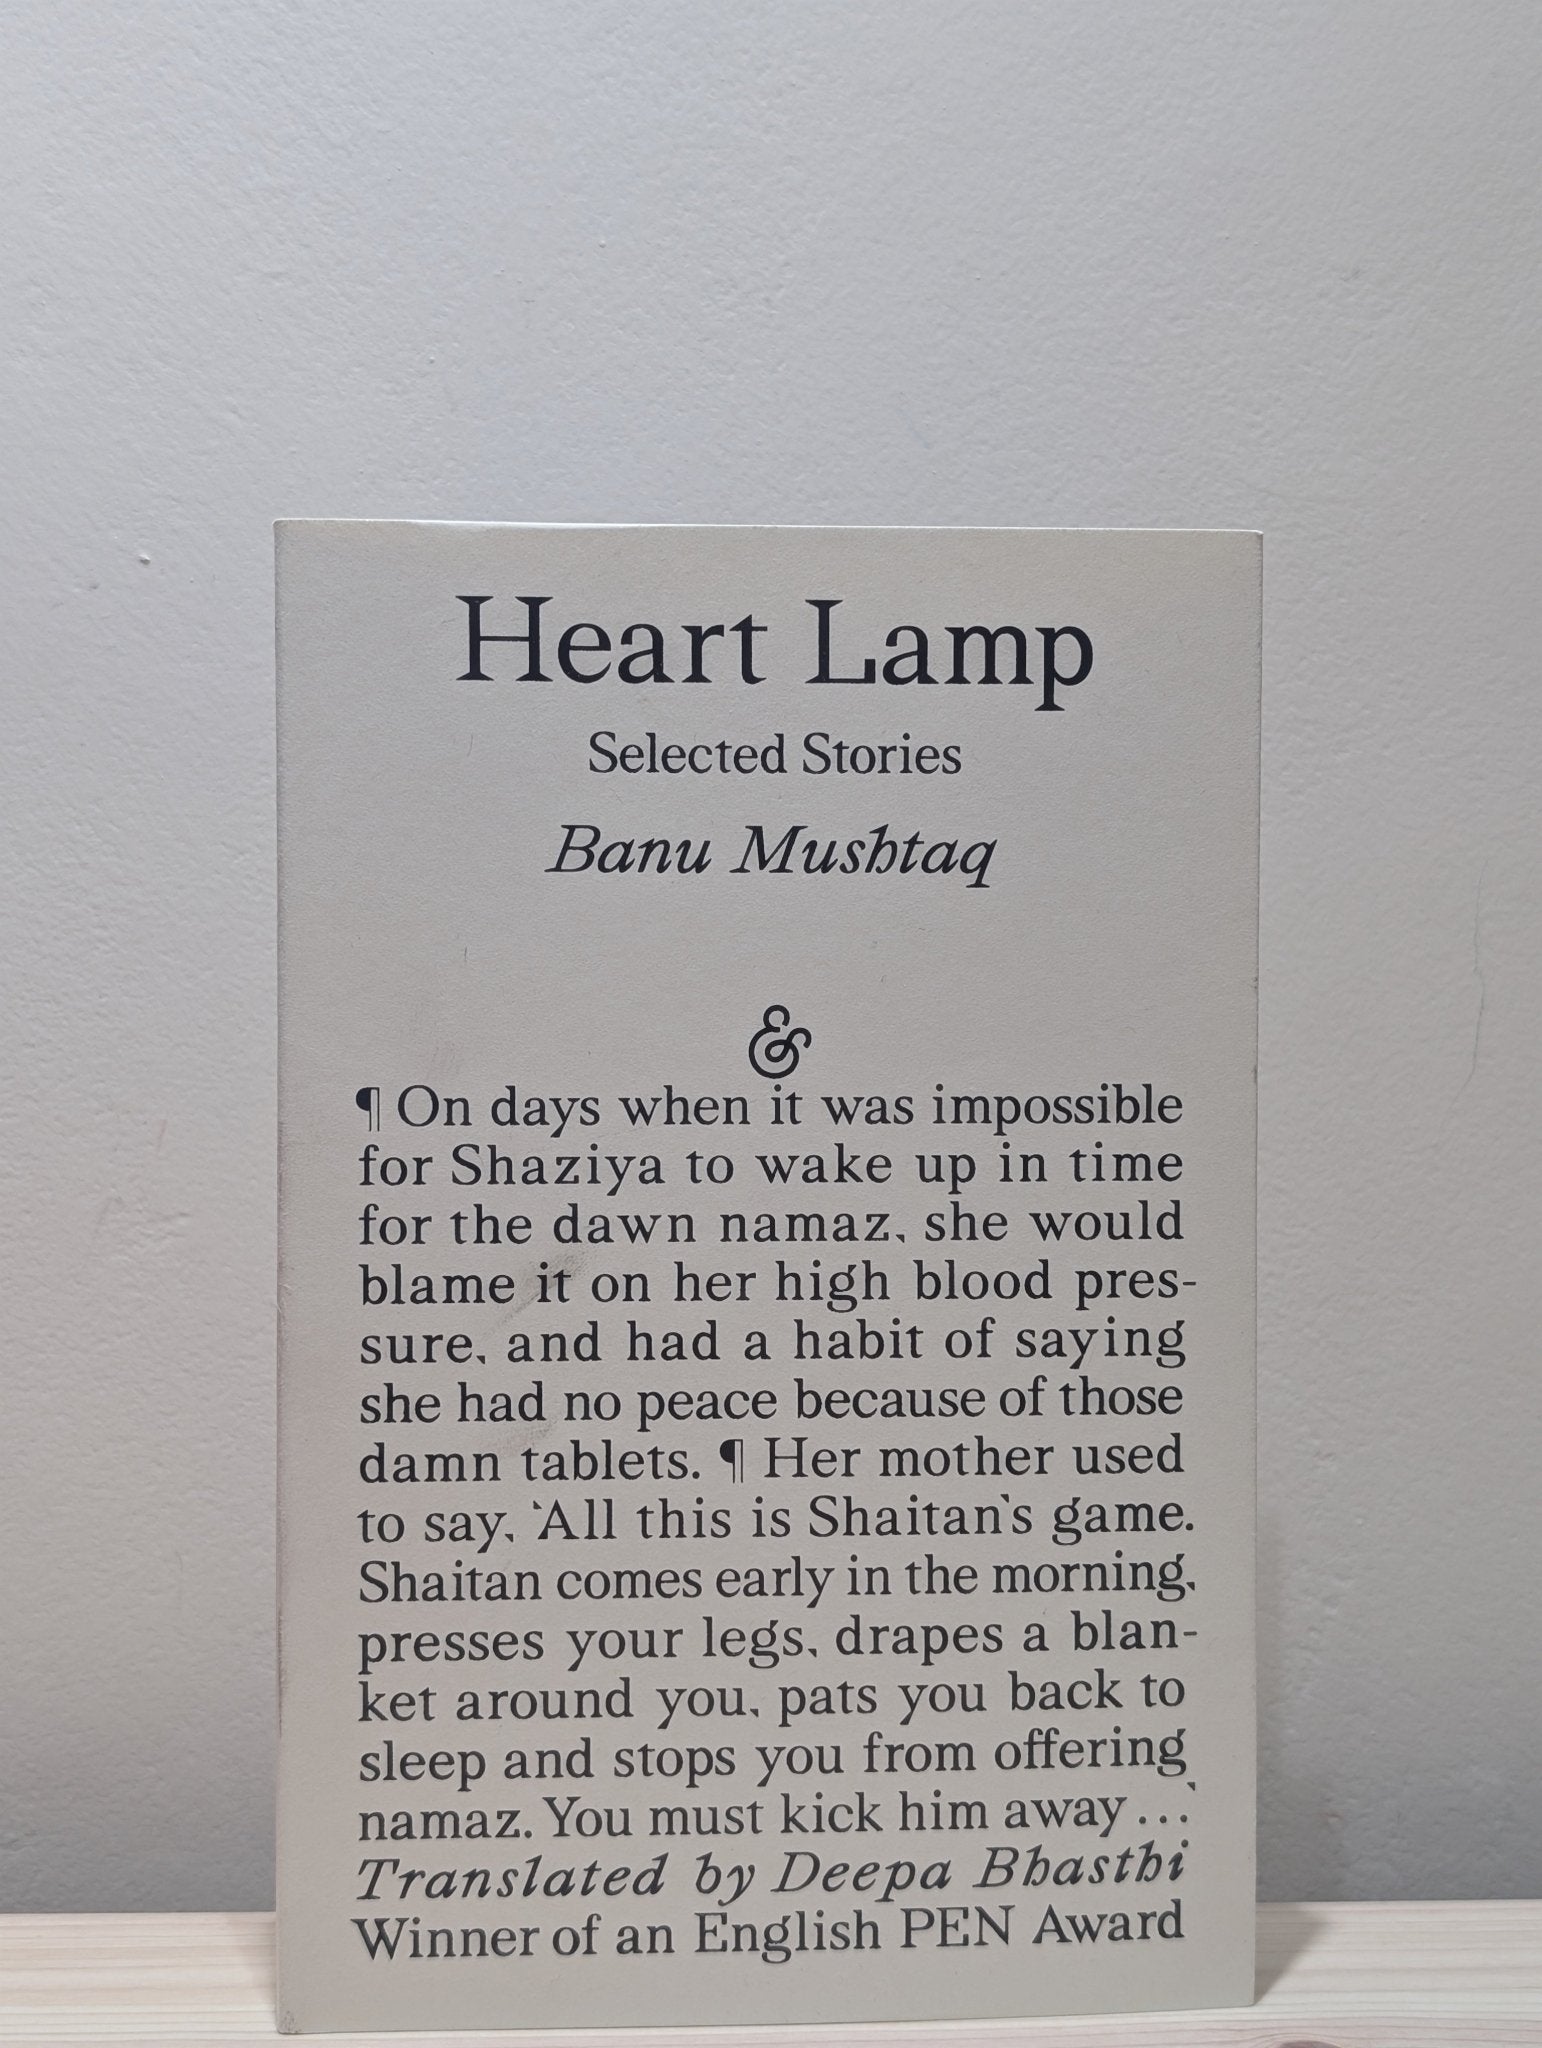 Heart Lamp
Selected Stories
Banu Mushtaq
&
¶ On days when it was impossible
for Shaziya to wake up in time
for the dawn namaz, she would
blame it on her high blood pres-
sure, and had a habit of saying
she had no peace because of those
damn tablets. ¶ Her mother used
to say, ‘All this is Shaitan’s game.
Shaitan comes early in the morning,
presses your legs, drapes a blan-
ket around you, pats you back to
sleep and stops you from offering
namaz. You must kick him away ...’
Translated by Deepa Bhasthi
Winner of an English PEN Award